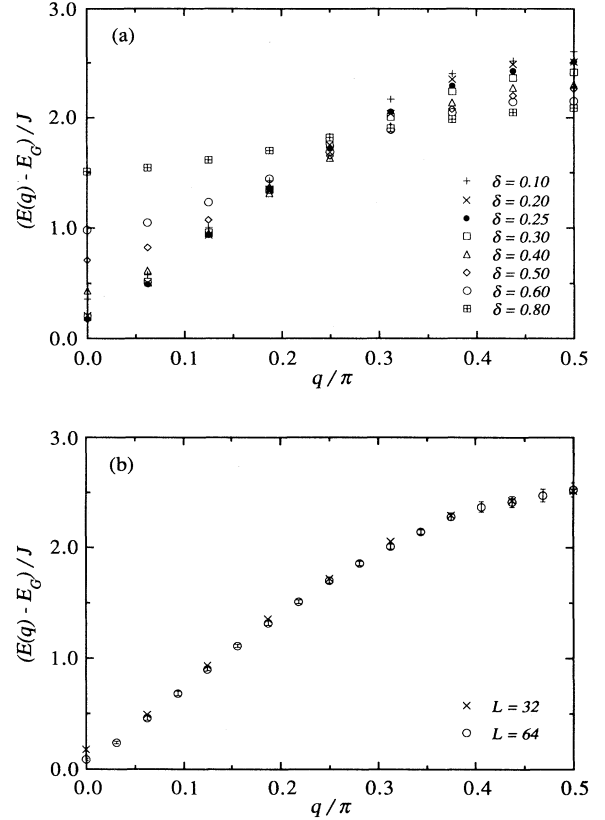 3.0
(a)
2.0
1.0
0.0
(E(q) - E_G) / J
δ = 0.10
δ = 0.20
δ = 0.25
δ = 0.30
δ = 0.40
δ = 0.50
δ = 0.60
δ = 0.80
0.0 0.1 0.2 0.3 0.4 0.5
q / π
3.0
(b)
2.0
1.0
0.0
(E(q) - E_G) / J
L = 32
L = 64
0.0 0.1 0.2 0.3 0.4 0.5
q / π